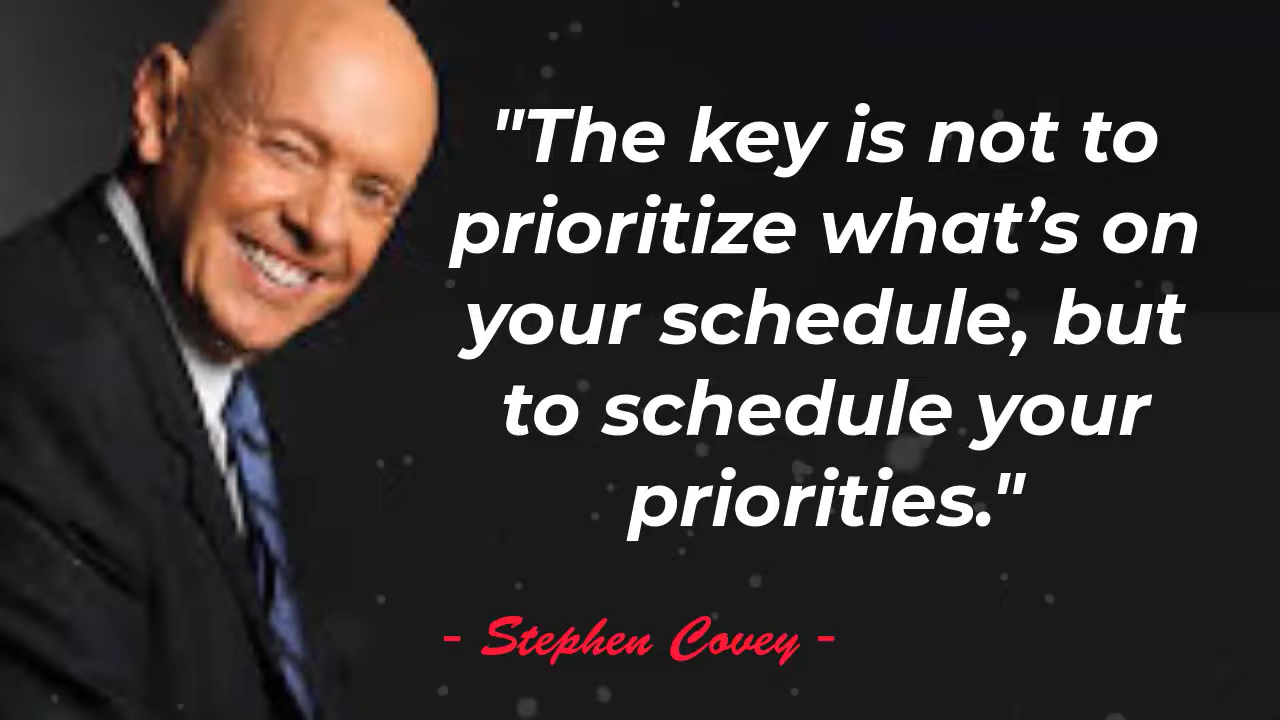 "The key is not to
prioritize what’s on
your schedule, but
to schedule your
priorities."
- Stephen Covey -